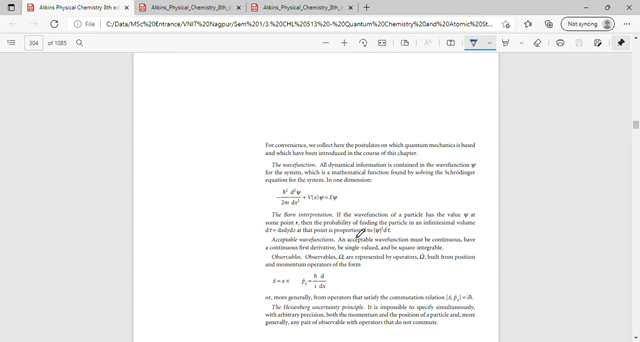 Atkins Physical Chemistry 8th ed
Atkins_Physical_Chemistry_8th_
Atkins_Physical_Chemistry_8th_
File
C:/Data/MSc%20Entrance/VNIT%20Nagpur/Sem%201/3.%20CHL%20513%20-%20Quantum%20Chemistry%20and%20Atomic%20St...
Not syncing
304 of 1085
For convenience, we collect here the postulates on which quantum mechanics is based
and which have been introduced in the course of this chapter.
The wavefunction. All dynamical information is contained in the wavefunction ψ
for the system, which is a mathematical function found by solving the Schrödinger
equation for the system. In one dimension:
−ħ²/2m d²ψ/dx² + V(x)ψ = Eψ
The Born interpretation. If the wavefunction of a particle has the value ψ at
some point r, then the probability of finding the particle in an infinitesimal volume
dτ = dxdydz at that point is proportional to |ψ|²dτ.
Acceptable wavefunctions. An acceptable wavefunction must be continuous, have
a continuous first derivative, be single-valued, and be square-integrable.
Observables. Observables, Ω, are represented by operators, Ω̂, built from position
and momentum operators of the form
x̂ = x × p̂ₓ = ħ/i d/dx
or, more generally, from operators that satisfy the commutation relation [x̂, p̂ₓ] = iħ.
The Heisenberg uncertainty principle. It is impossible to specify simultaneously,
with arbitrary precision, both the momentum and the position of a particle and, more
generally, any pair of observable with operators that do not commute.